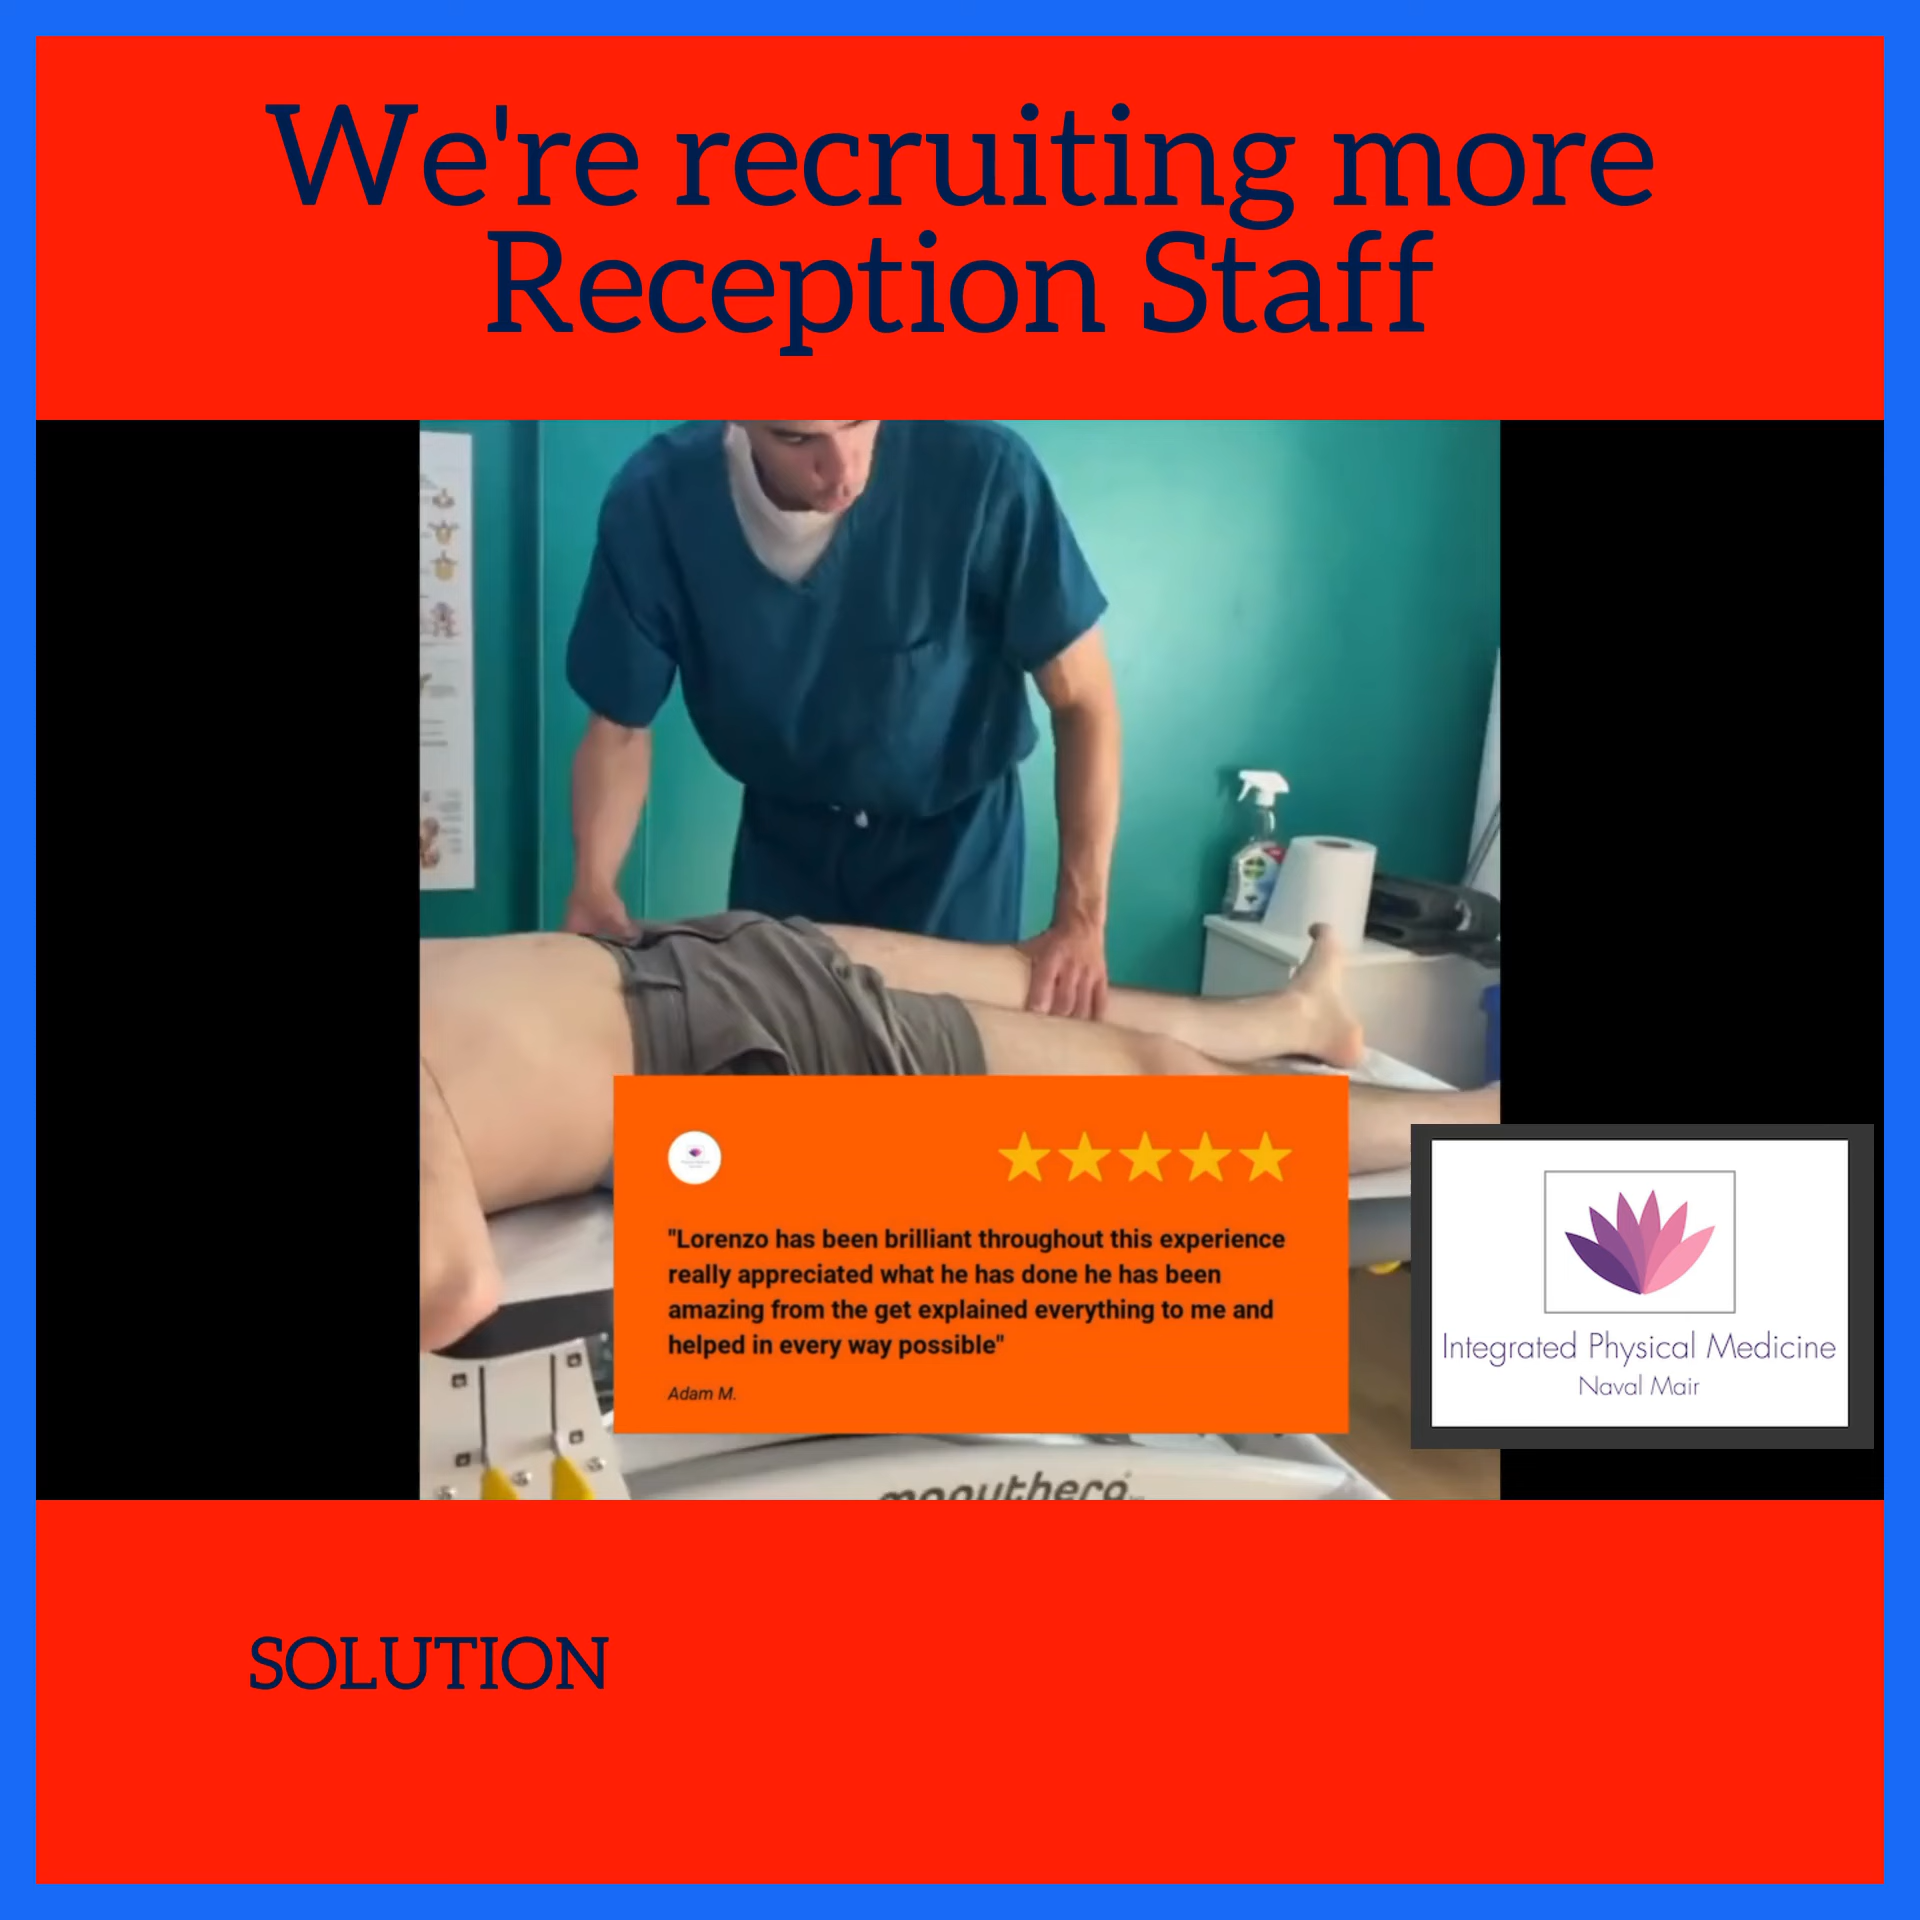 We're recruiting more
Reception Staff
"Lorenzo has been brilliant throughout this experience
really appreciated what he has done he has been
amazing from the get explained everything to me and
helped in every way possible"
Adam M.
Integrated Physical Medicine
Naval Mair
SOLUTION